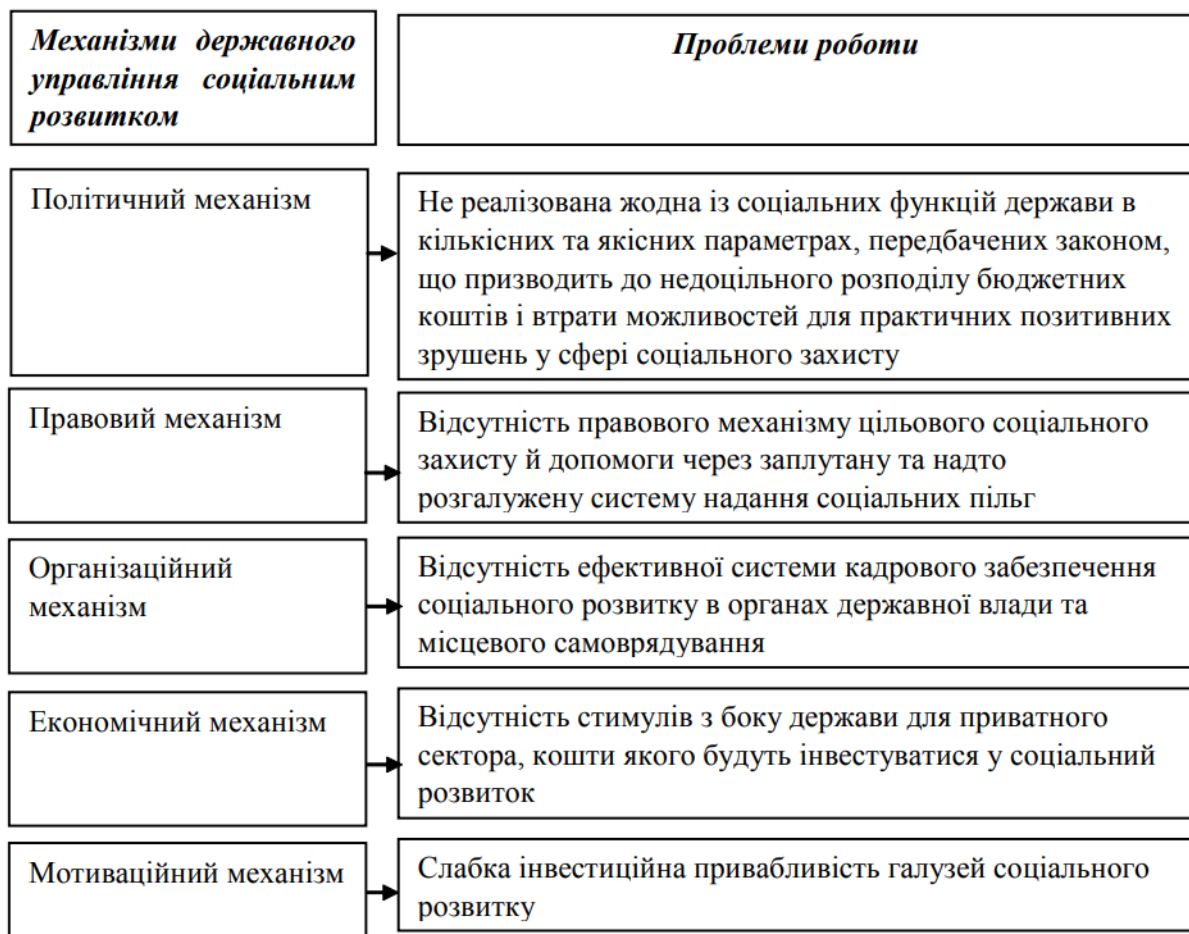 Механізми державного
управління соціальним
розвитком
Проблеми роботи
Політичний механізм
Не реалізована жодна із соціальних функцій держави в
кількісних та якісних параметрах, передбачених законом,
що призводить до недоцільного розподілу бюджетних
коштів і втрати можливостей для практичних позитивних
зрушень у сфері соціального захисту
Правовий механізм
Відсутність правового механізму цільового соціального
захисту й допомоги через заплутану та надто
розгалужену систему надання соціальних пільг
Організаційний
механізм
Відсутність ефективної системи кадрового забезпечення
соціального розвитку в органах державної влади та
місцевого самоврядування
Економічний механізм
Відсутність стимулів з боку держави для приватного
сектора, кошти якого будуть інвестуватися у соціальний
розвиток
Мотиваційний механізм
Слабка інвестиційна привабливість галузей соціального
розвитку